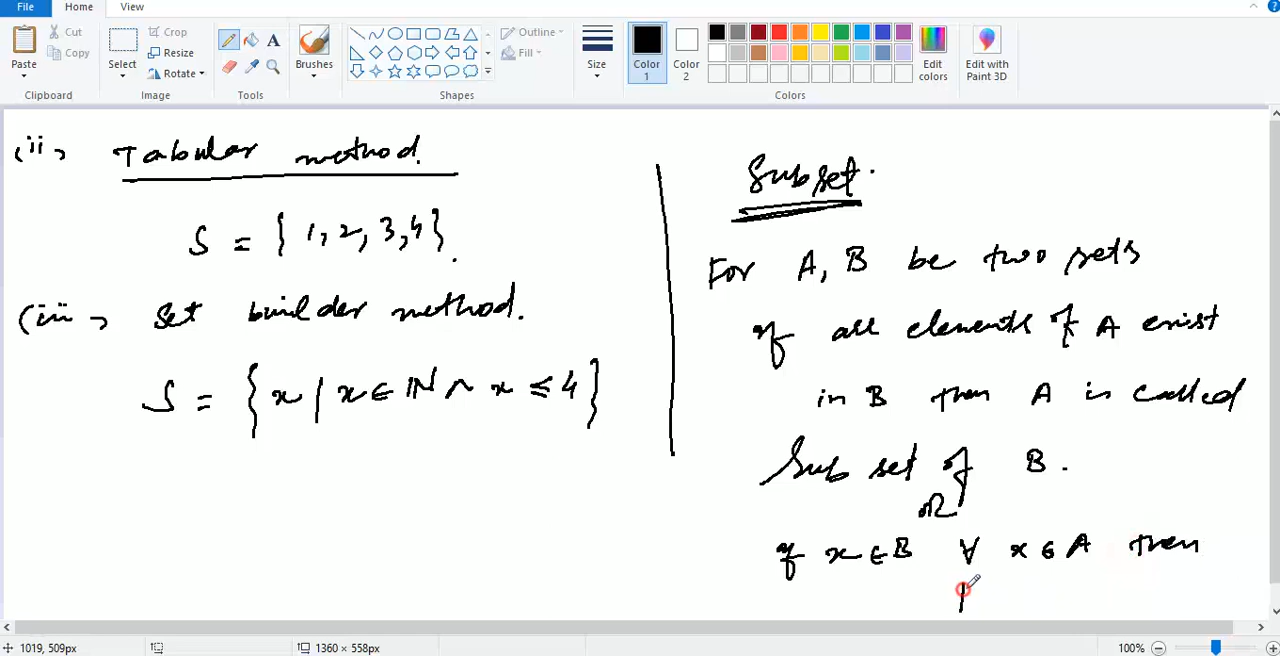 File Home View
Paste Cut Copy Clipboard
Select Crop Resize Rotate Image
A Tools
Brushes
Shapes Outline Fill
Size
Color 1 Color 2 Colors Edit colors
Edit with Paint 3D
(ii) Tabular method.
S = { 1, 2, 3, 4 }.
(iii) Set builder method.
S = { x | x ∈ ℕ ∧ x ≤ 4 }
Subset.
For A, B be two sets
if all elements of A exist
in B then A is called
Sub set of B.
OR
if x ∈ B ∀ x ∈ A then
1019, 509px 1360 × 558px 100%